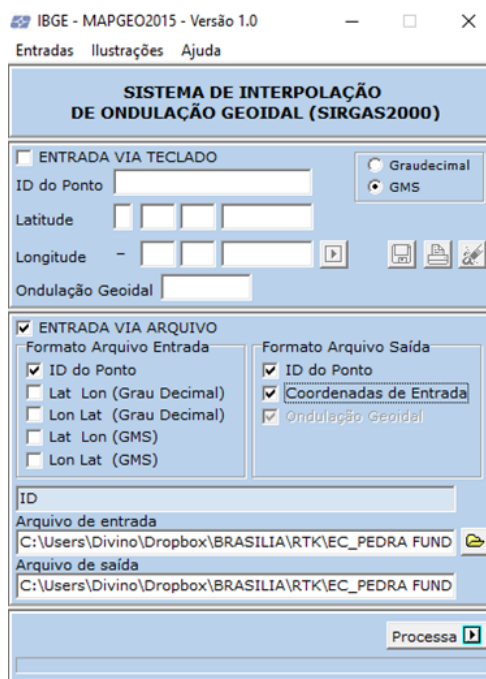 IBGE - MAPGEO2015 - Versão 1.0
Entradas Ilustrações Ajuda
SISTEMA DE INTERPOLAÇÃO
DE ONDULAÇÃO GEOIDAL (SIRGAS2000)
ENTRADA VIA TECLADO
Graudecimal
GMS
ID do Ponto
Latitude
Longitude -
Ondulação Geoidal
ENTRADA VIA ARQUIVO
Formato Arquivo Entrada
ID do Ponto
Lat Lon (Grau Decimal)
Lon Lat (Grau Decimal)
Lat Lon (GMS)
Lon Lat (GMS)
Formato Arquivo Saída
ID do Ponto
Coordenadas de Entrada
Ondulação Geoidal
ID
Arquivo de entrada
C:\Users\Divino\Dropbox\BRASILIA\RTK\EC_PEDRA FUND
Arquivo de saída
C:\Users\Divino\Dropbox\BRASILIA\RTK\EC_PEDRA FUND
Processa